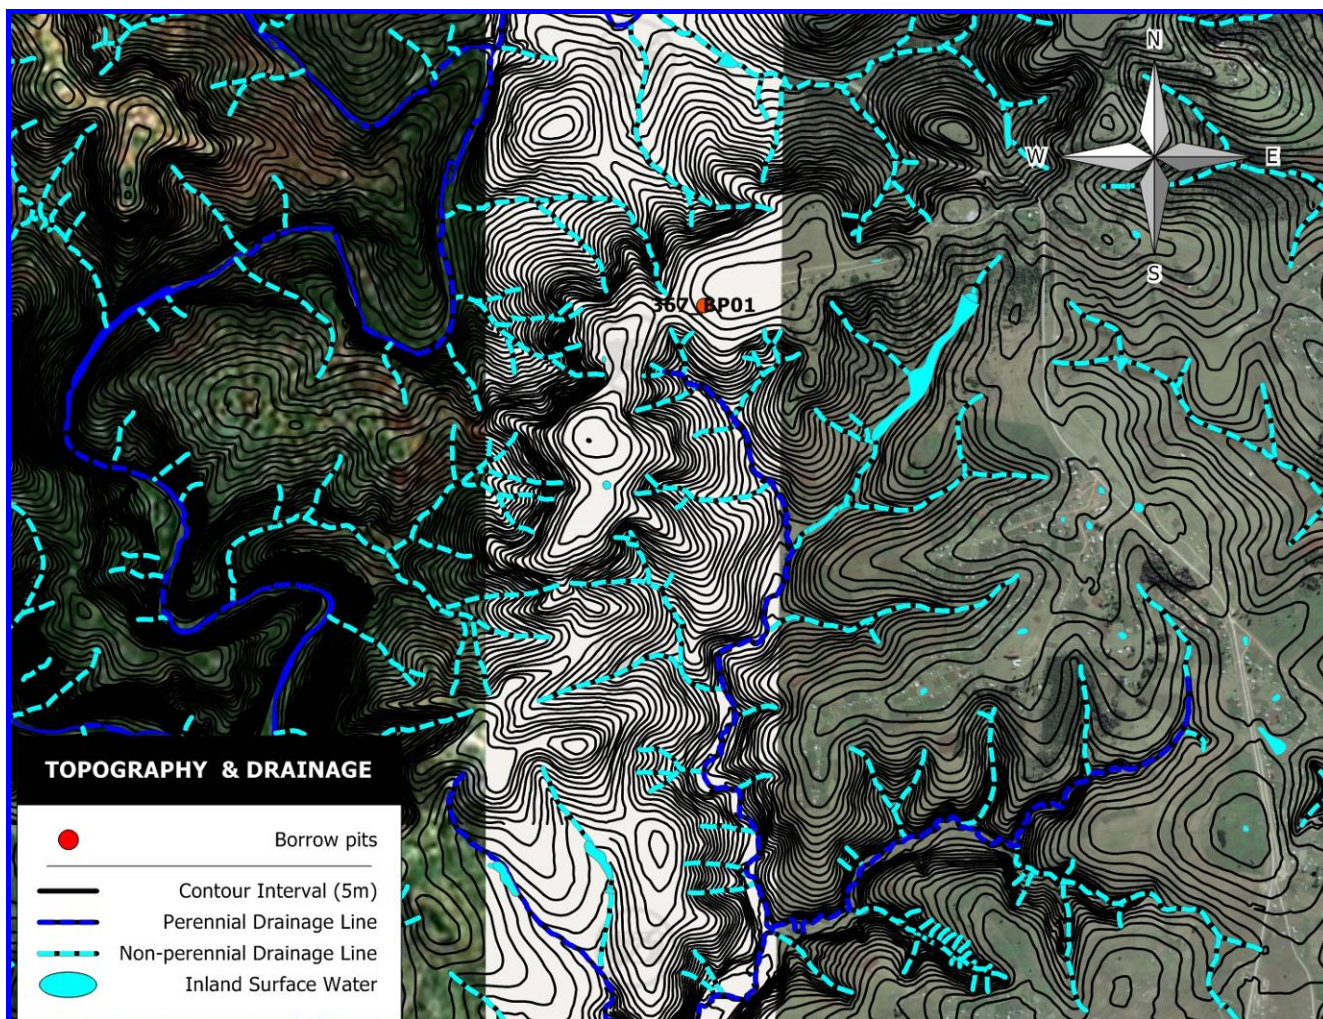 N
W
E
S
367_BP01
TOPOGRAPHY & DRAINAGE
Borrow pits
Contour Interval (5m)
Perennial Drainage Line
Non-perennial Drainage Line
Inland Surface Water